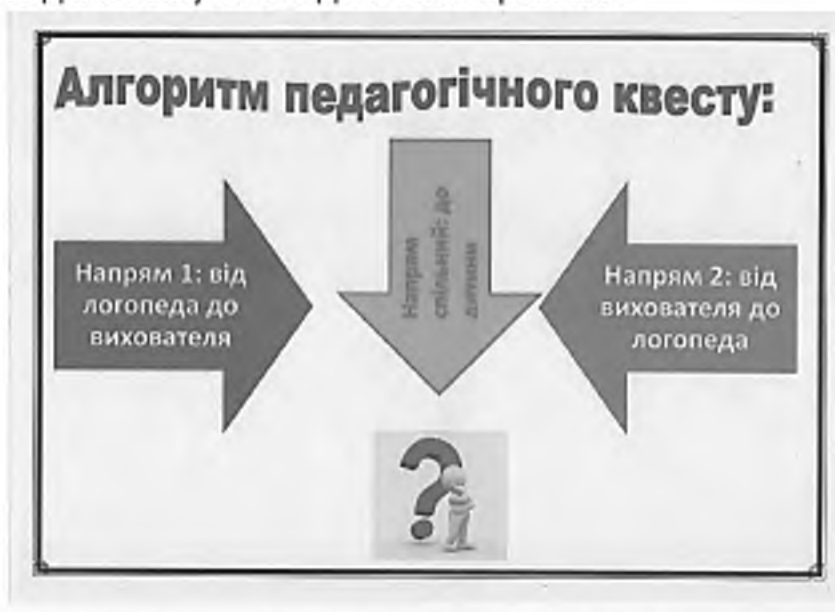 Алгоритм педагогічного квесту:
Напрям 1: від
логопеда до
вихователя
Напрям
спільний: до
дитини
Напрям 2: від
вихователя до
логопеда